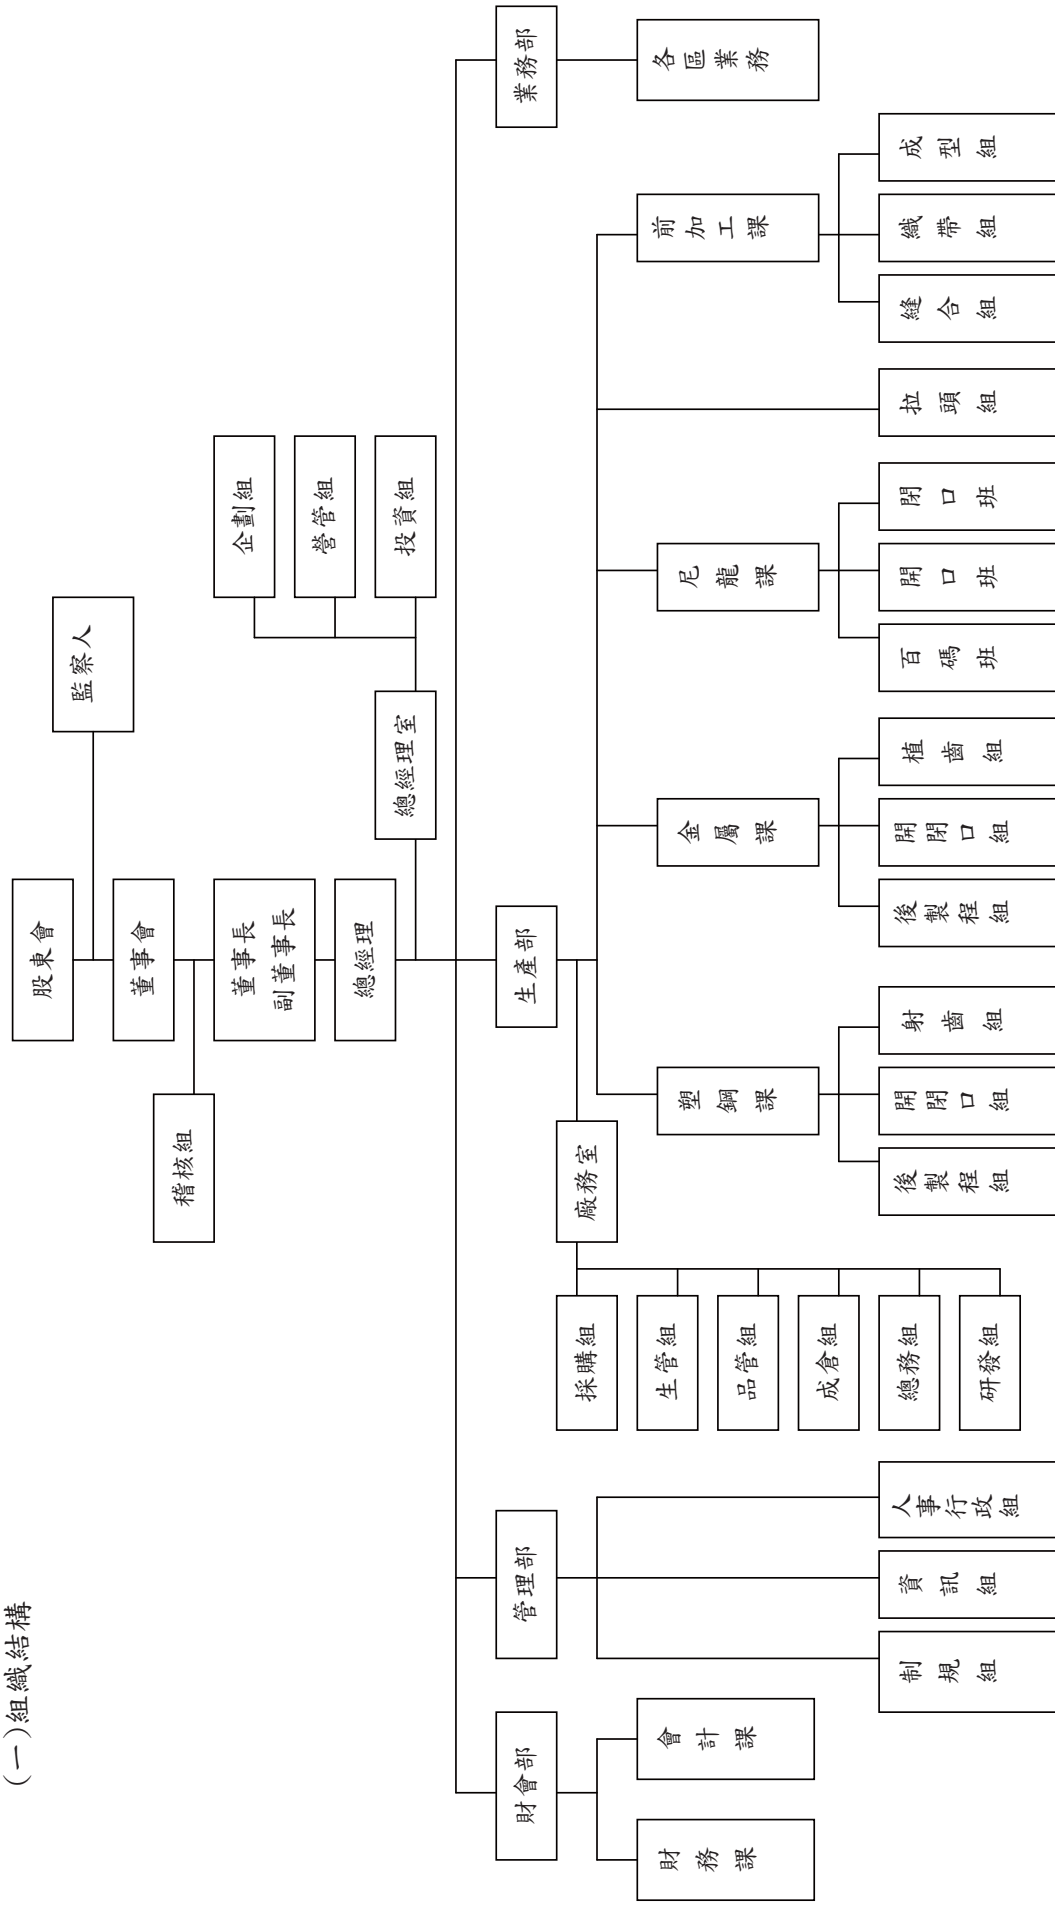 (一)組織結構
股東會
監察人
董事會
稽核組
董事長
副董事長
總經理
總經理室
企劃組
營管組
投資組
財會部
管理部
生產部
業務部
廠務室
採購組
生管組
品管組
成倉組
總務組
研發組
財務課
會計課
塑鋼課
金屬課
尼龍課
前加工課
各區業務
制規組
資訊組
人事行政組
後製程組
開閉口組
射齒組
後製程組
開閉口組
植齒組
百碼班
開口班
閉口班
拉頭組
縫合組
織帶組
成型組